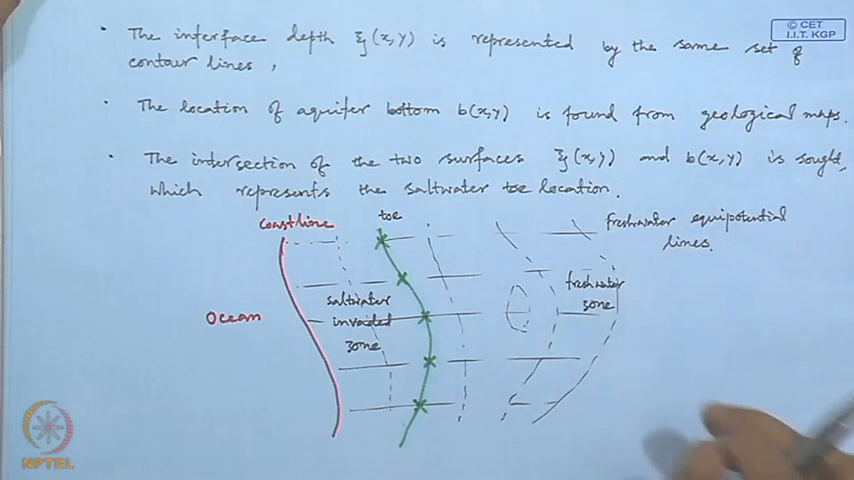 © CET
I.I.T. KGP
· The interface depth ξ(x,y) is represented by the same set of
contour lines,
· The location of aquifer bottom b(x,y) is found from geological maps.
· The intersection of the two surfaces ξ(x,y) and b(x,y) is sought,
which represents the saltwater toe location.
coastline
toe
freshwater equipotential
lines.
Ocean
saltwater
invaded
zone
freshwater
zone
NPTEL